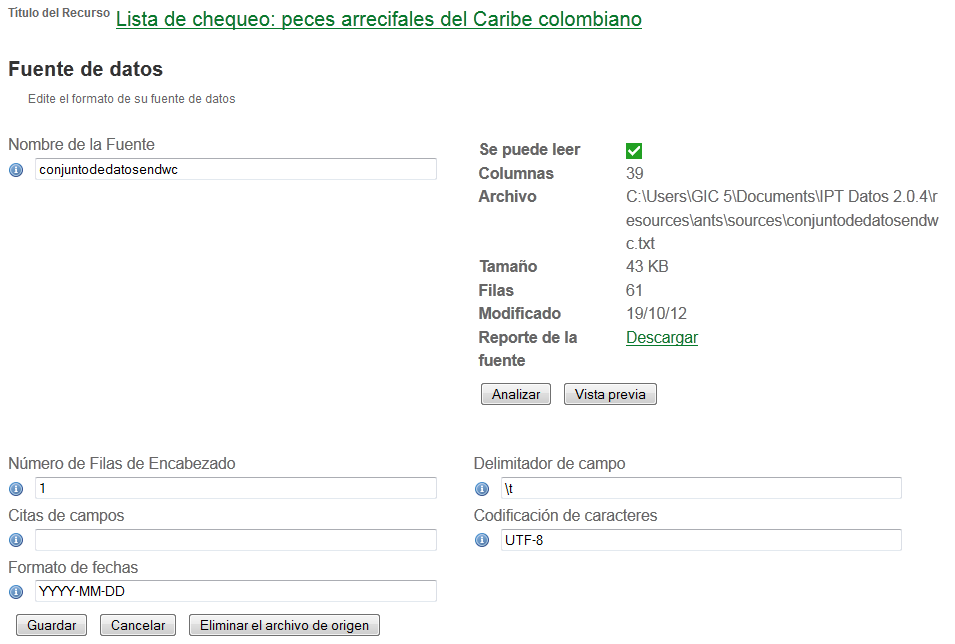 Título del Recurso Lista de chequeo: peces arrecifales del Caribe colombiano
Fuente de datos
Edite el formato de su fuente de datos
Nombre de la Fuente
conjuntodedatosendwc
Se puede leer
Columnas 39
Archivo C:\Users\GIC 5\Documents\IPT Datos 2.0.4\r
esources\ants\sources\conjuntodedatosendw
c.txt
Tamaño 43 KB
Filas 61
Modificado 19/10/12
Reporte de la Descargar
fuente
Analizar Vista previa
Número de Filas de Encabezado Delimitador de campo
1 \t
Citas de campos Codificación de caracteres
UTF-8
Formato de fechas
YYYY-MM-DD
Guardar Cancelar Eliminar el archivo de origen